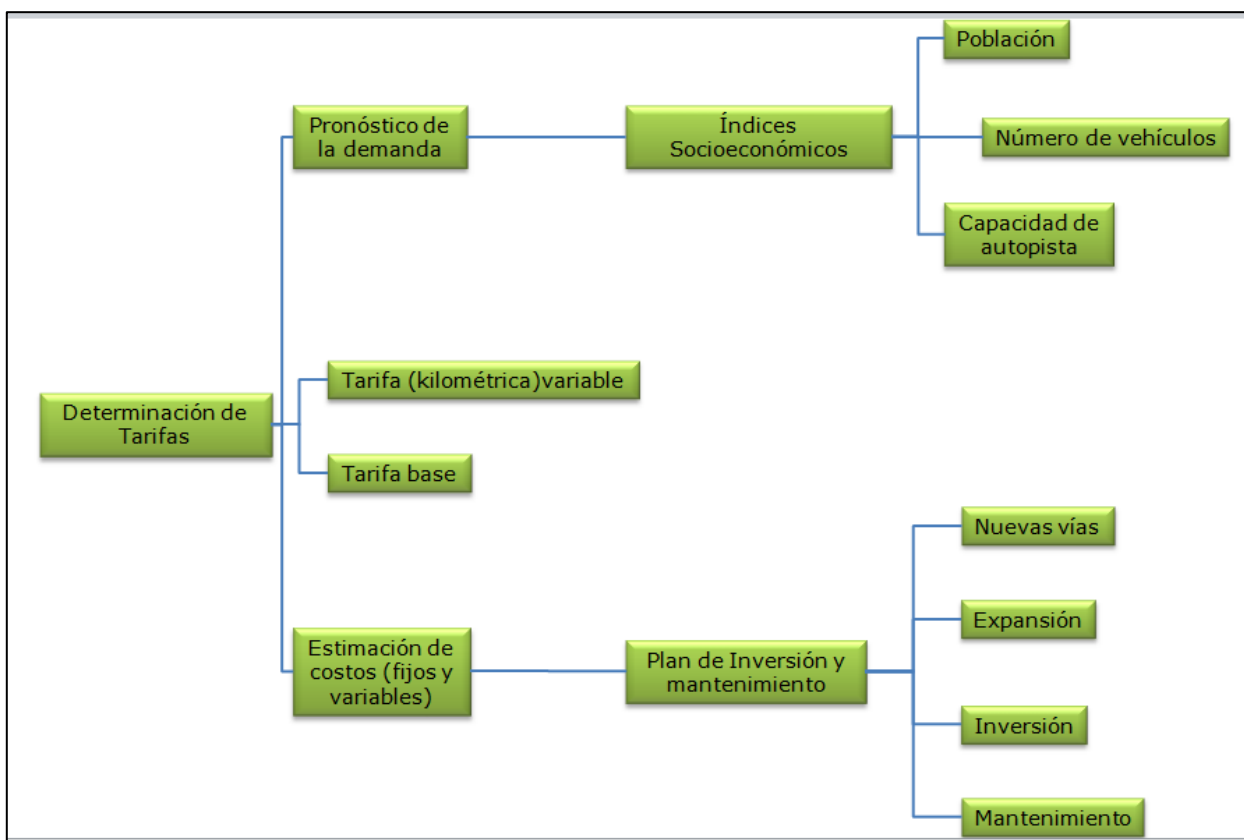 Población
Pronóstico de
la demanda
Índices
Socioeconómicos
Número de vehículos
Capacidad de
autopista
Tarifa (kilométrica)variable
Determinación de
Tarifas
Tarifa base
Nuevas vías
Expansión
Estimación de
costos (fijos y
variables)
Plan de Inversión y
mantenimiento
Inversión
Mantenimiento